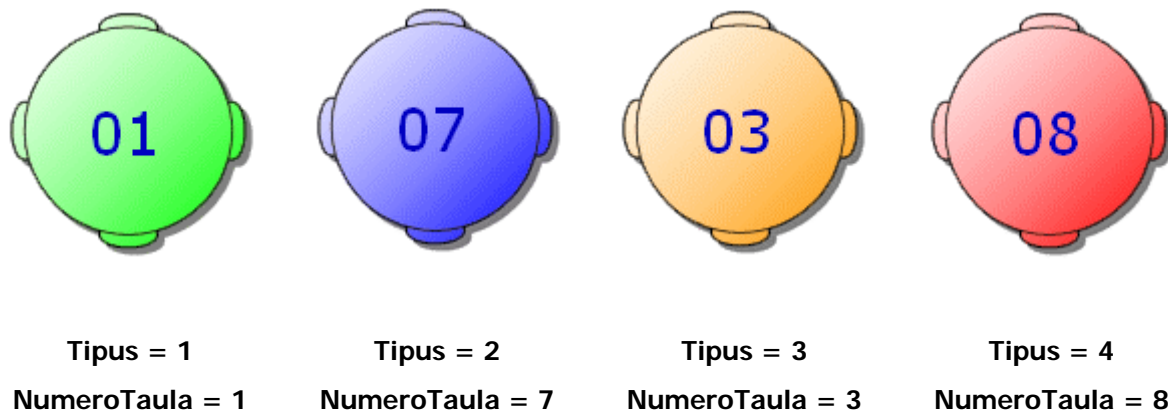 01 07 03 08
Tipus = 1 Tipus = 2 Tipus = 3 Tipus = 4
NumeroTaula = 1 NumeroTaula = 7 NumeroTaula = 3 NumeroTaula = 8